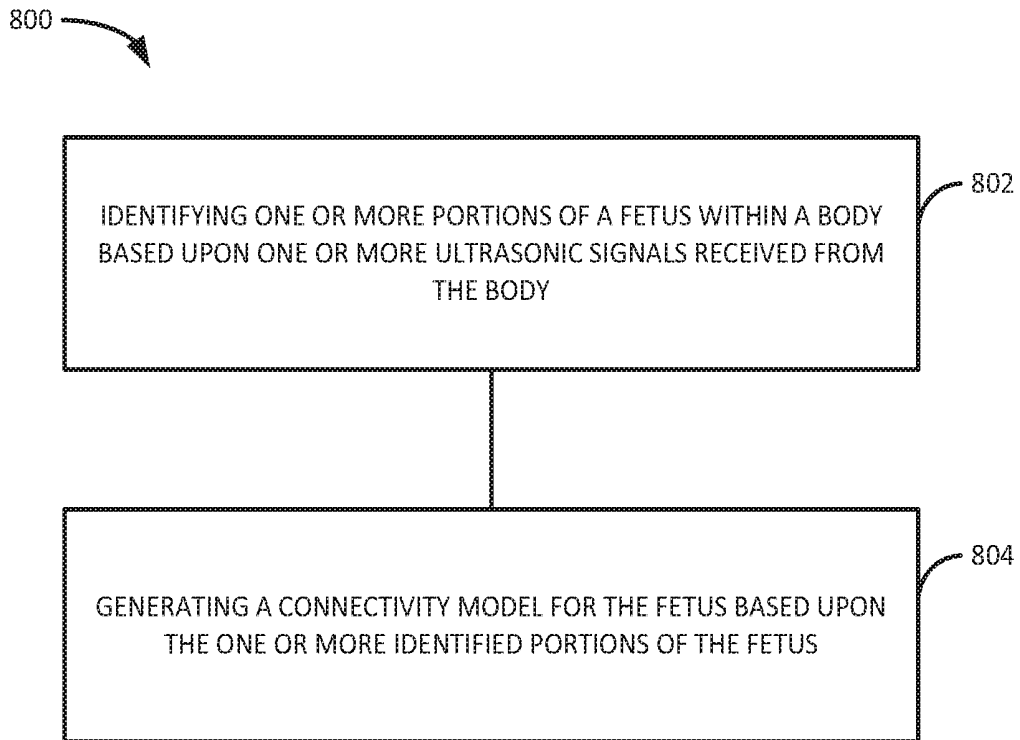 800
IDENTIFYING ONE OR MORE PORTIONS OF A FETUS WITHIN A BODY
BASED UPON ONE OR MORE ULTRASONIC SIGNALS RECEIVED FROM
THE BODY
802
GENERATING A CONNECTIVITY MODEL FOR THE FETUS BASED UPON
THE ONE OR MORE IDENTIFIED PORTIONS OF THE FETUS
804